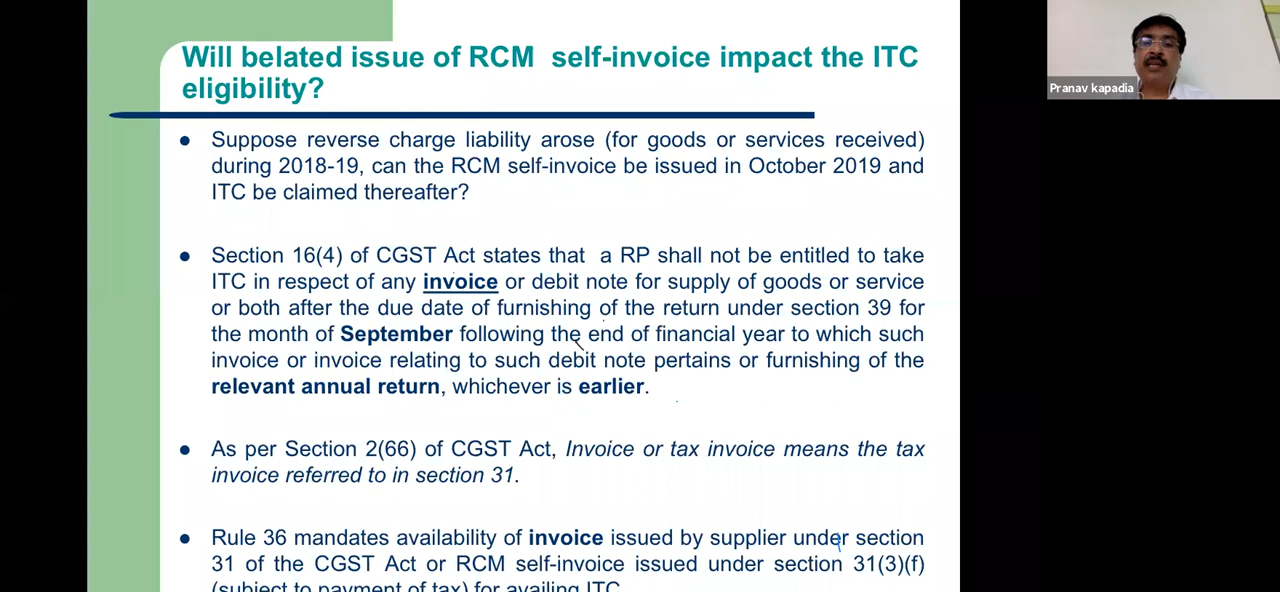 Will belated issue of RCM self-invoice impact the ITC
eligibility?
Pranav kapadia
Suppose reverse charge liability arose (for goods or services received)
during 2018-19, can the RCM self-invoice be issued in October 2019 and
ITC be claimed thereafter?
Section 16(4) of CGST Act states that a RP shall not be entitled to take
ITC in respect of any invoice or debit note for supply of goods or service
or both after the due date of furnishing of the return under section 39 for
the month of September following the end of financial year to which such
invoice or invoice relating to such debit note pertains or furnishing of the
relevant annual return, whichever is earlier.
As per Section 2(66) of CGST Act, Invoice or tax invoice means the tax
invoice referred to in section 31.
Rule 36 mandates availability of invoice issued by supplier under section
31 of the CGST Act or RCM self-invoice issued under section 31(3)(f)
(subject to payment of tax) for availing ITC